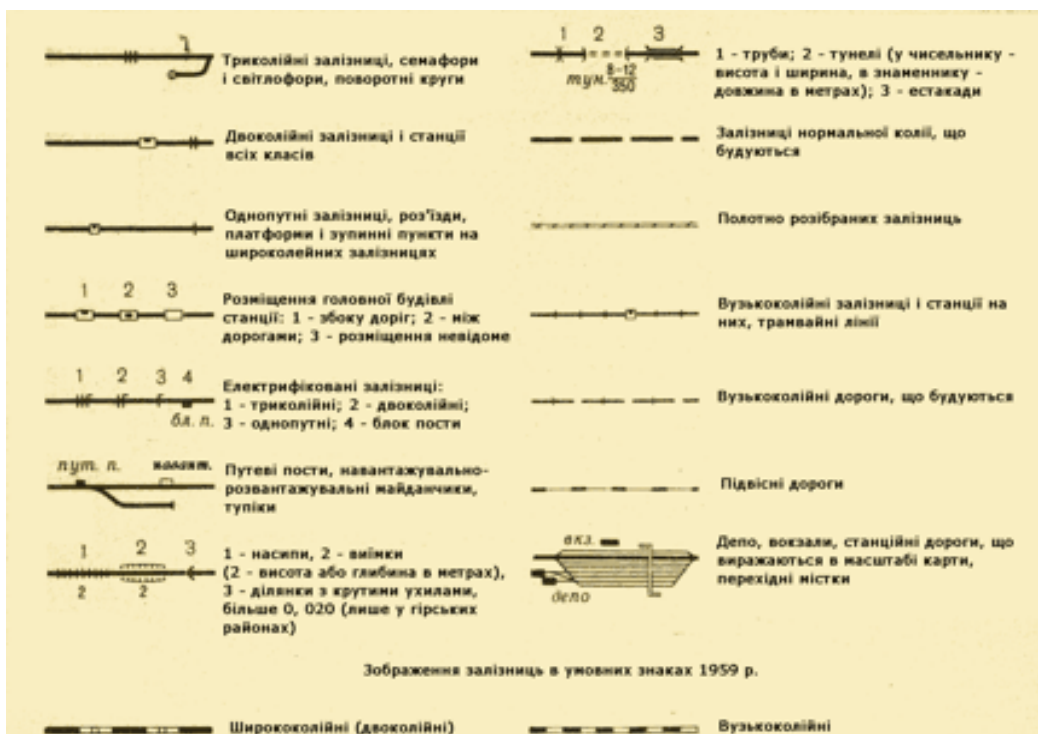 Триколійні залізниці, семафори
і світлофори, поворотні круги
Двоколійні залізниці і станції
всіх класів
Однопутні залізниці, роз'їзди,
платформи і зупинні пункти на
широколейних залізницях
1 2 3
Розміщення головної будівлі
станції: 1 - збоку доріг; 2 - між
дорогами; 3 - розміщення невідоме
1 2 3 4
бл. п.
Електрифіковані залізниці:
1 - триколійні; 2 - двоколійні;
3 - однопутні; 4 - блок пости
пут. п.
Путеві пости, навантажувально-
розвантажувальні майданчики,
тупіки
1 2 3
2 2
1 - насипи, 2 - виїмки
(2 - висота або глибина в метрах),
3 - ділянки з крутими ухилами,
більше 0, 020 (лише у гірських
районах)
1 2 3
тун. 8-12
350
1 - труби; 2 - тунелі (у чисельнику -
висота і ширина, в знаменнику -
довжина в метрах); 3 - естакади
Залізниці нормальної колії, що
будуються
Полотно розібраних залізниць
Вузькоколійні залізниці і станції на
них, трамвайні лінії
Вузькоколійні дороги, що будуються
Підвісні дороги
вкз.
депо
Депо, вокзали, станційні дороги, що
виражаються в масштабі карти,
перехідні містки
Зображення залізниць в умовних знаках 1959 р.
Ширококолійні (двоколійні)
Вузькоколійні